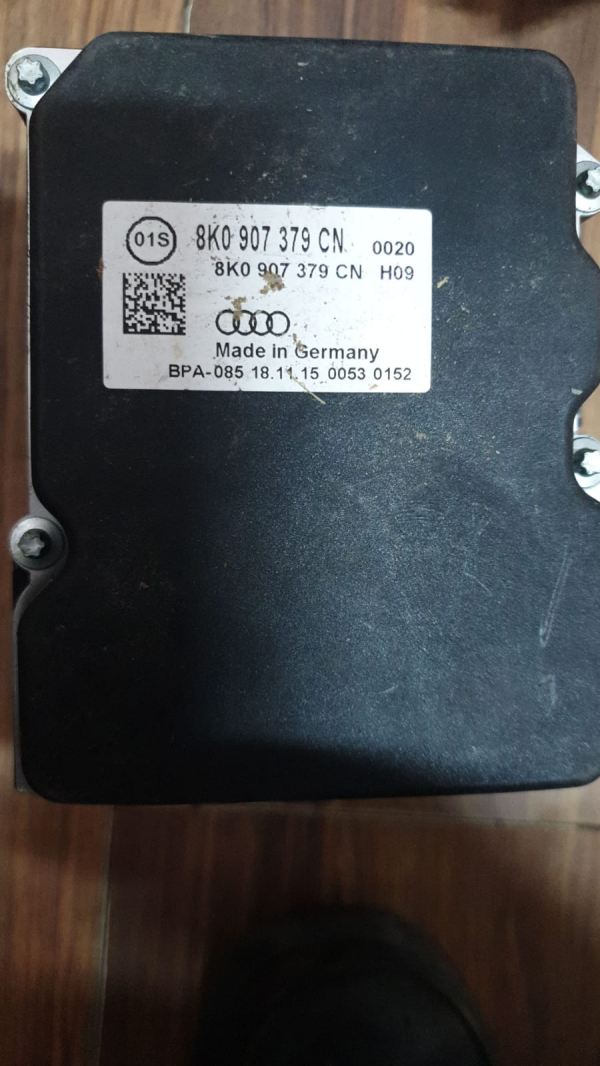 01S 8K0 907 379 CN 0020
8K0 907 379 CN H09
Made in Germany
BPA-085 18.11.15 0053 0152